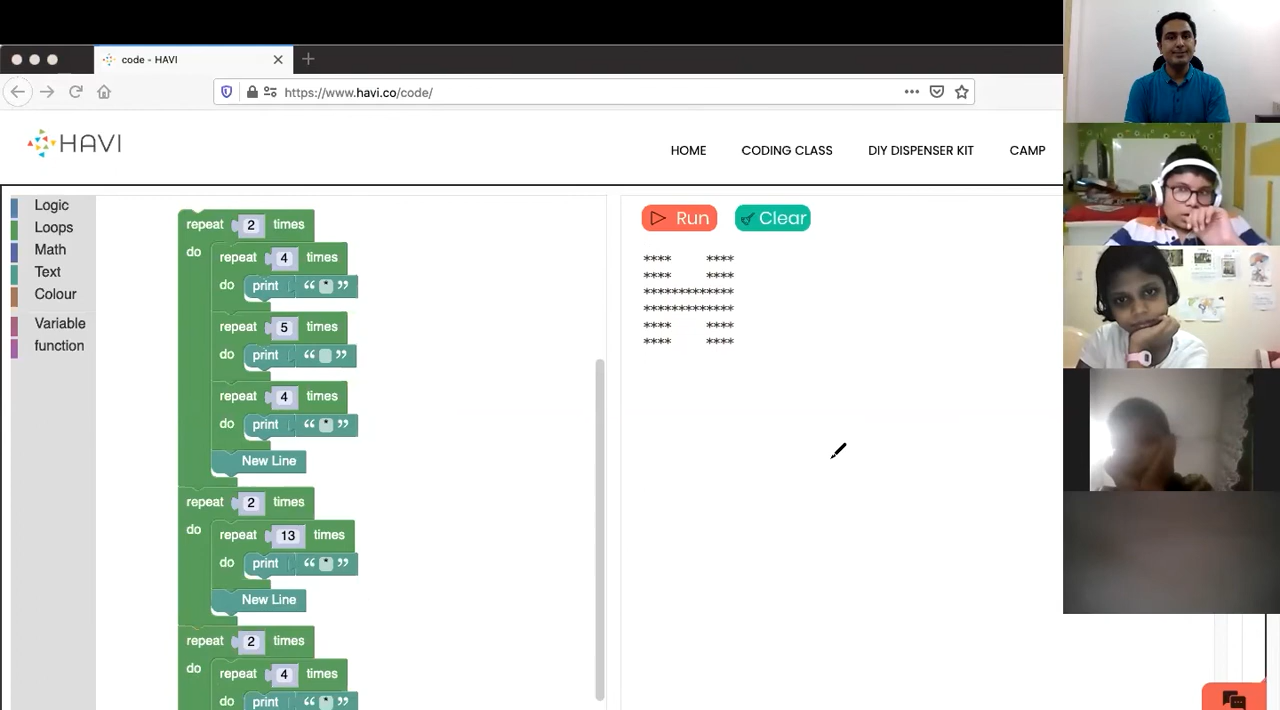 code - HAVI
https://www.havi.co/code/
HAVI
HOME CODING CLASS DIY DISPENSER KIT CAMP
Logic
Loops
Math
Text
Colour
Variable
function
repeat 2 times
do repeat 4 times
do print “ * ”
repeat 5 times
do print “ ”
repeat 4 times
do print “ * ”
New Line
repeat 2 times
do repeat 13 times
do print “ * ”
New Line
repeat 2 times
do repeat 4 times
do print “ * ”
Run Clear
****     ****
****     ****
*************
*************
****     ****
****     ****